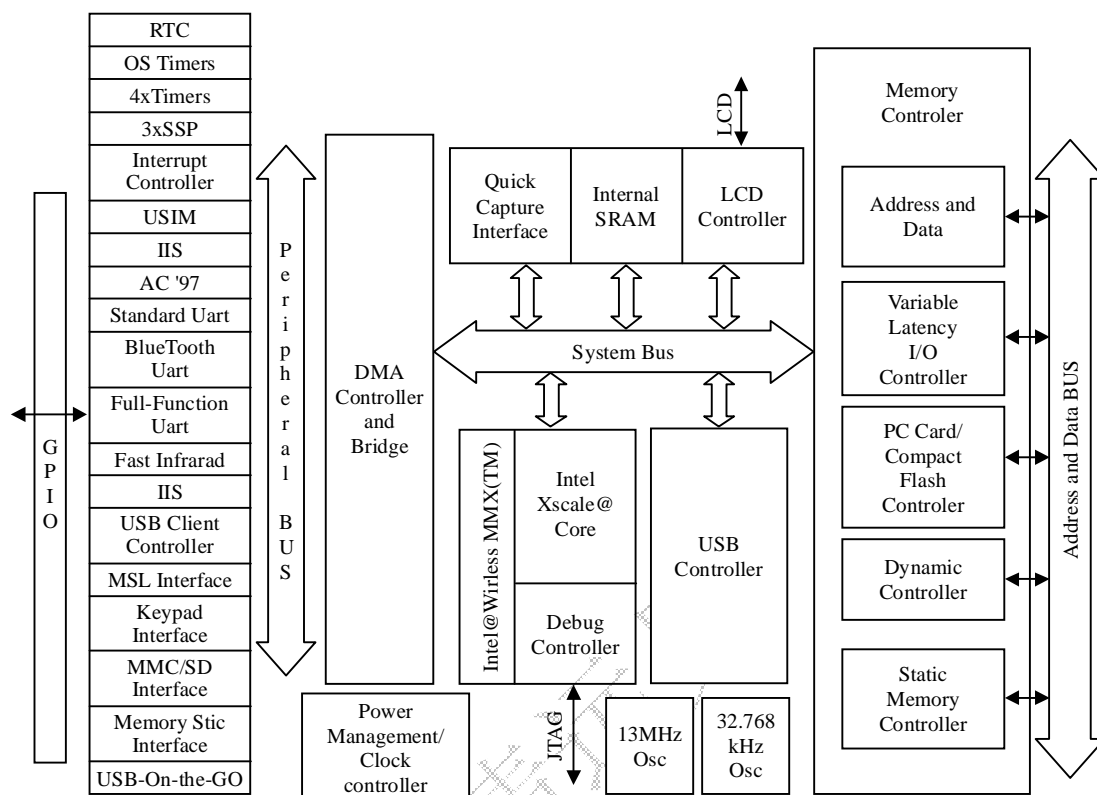 RTC
OS Timers
4xTimers
3xSSP
Interrupt
Controller
USIM
IIS
AC '97
Standard Uart
BlueTooth
Uart
Full-Function
Uart
Fast Infrarad
IIS
USB Client
Controller
MSL Interface
Keypad
Interface
MMC/SD
Interface
Memory Stic
Interface
USB-On-the-GO
GPIO
Peripheral BUS
DMA
Controller
and
Bridge
Power
Management/
Clock
controller
LCD
Quick
Capture
Interface
Internal
SRAM
LCD
Controller
System Bus
Intel@Wirless MMX(TM)
Intel
Xscale@
Core
Debug
Controller
USB
Controller
JTAG
13MHz
Osc
32.768
kHz
Osc
Memory
Controler
Address and
Data
Variable
Latency
I/O
Controller
PC Card/
Compact
Flash
Controler
Dynamic
Controller
Static
Memory
Controller
Address and Data BUS